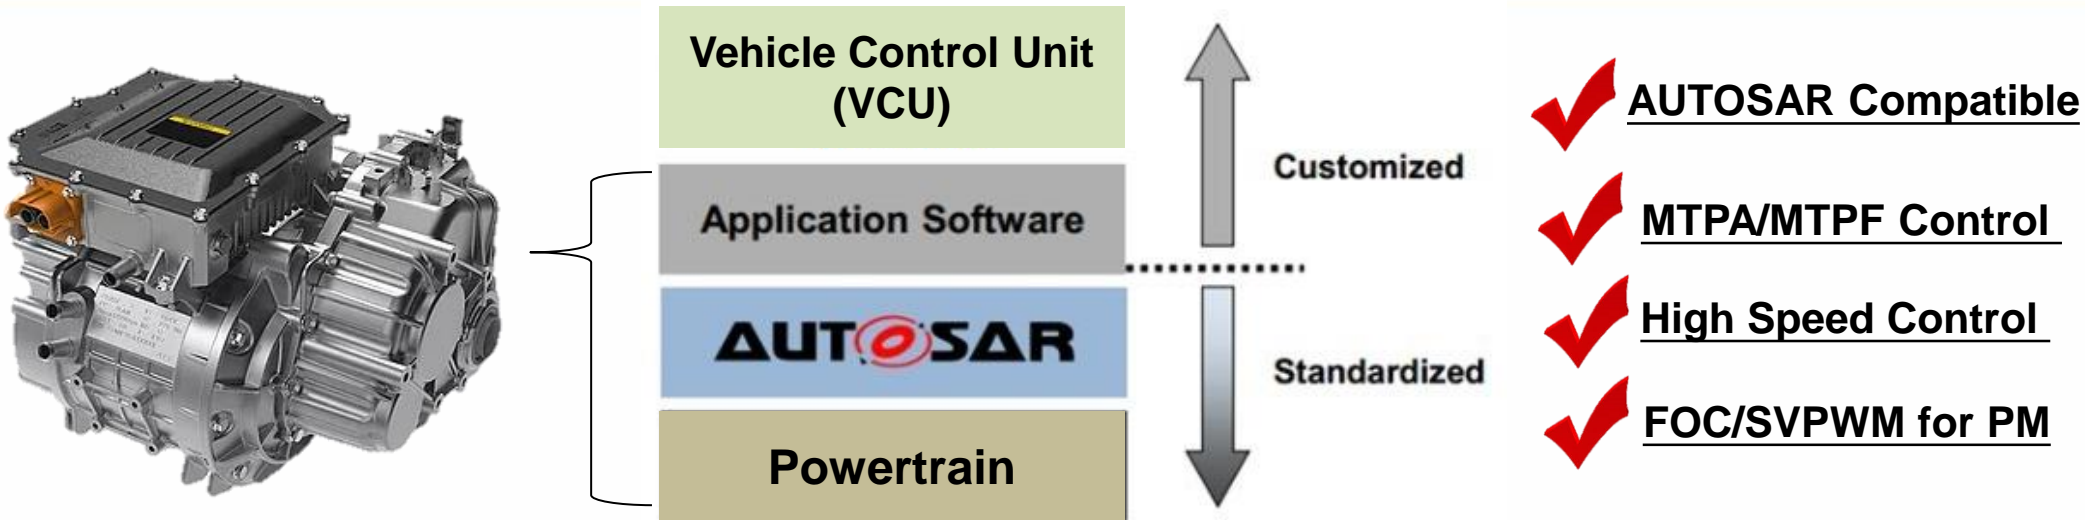 Vehicle Control Unit
(VCU)
Application Software
AUTOSAR
Powertrain
Customized
Standardized
AUTOSAR Compatible
MTPA/MTPF Control
High Speed Control
FOC/SVPWM for PM